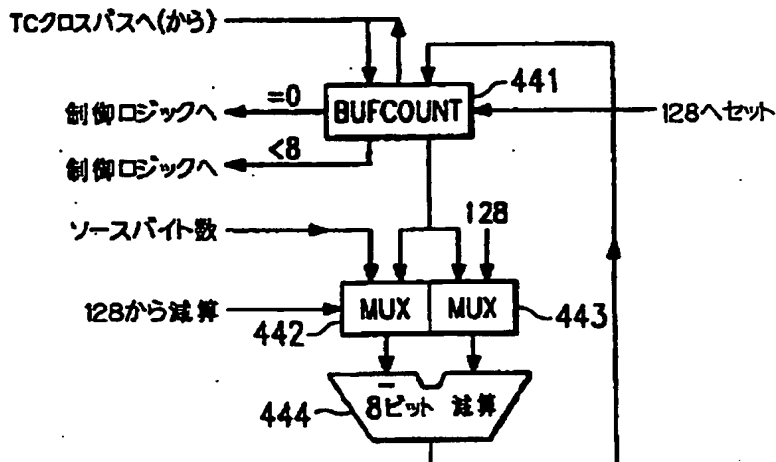 TCクロスバスへ(から)
441
=0
制御ロジックへ
BUFCOUNT
128へセット
<8
制御ロジックへ
128
ソースバイト数
128から減算
MUX
MUX
442
443
−
8ビット 減算
444